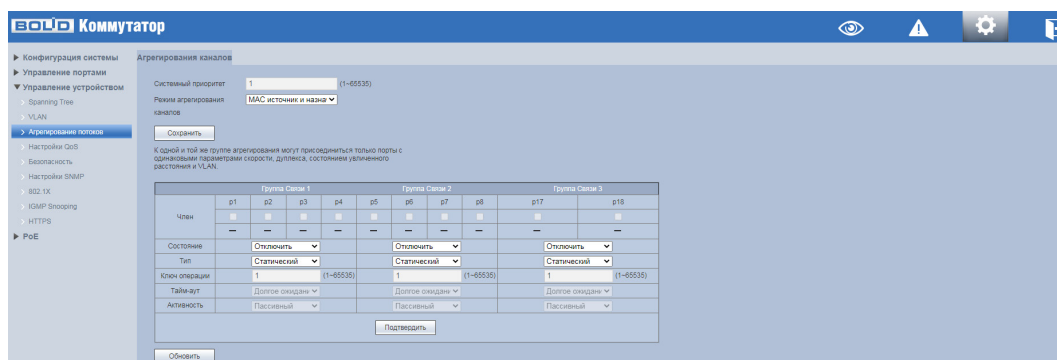 BOLID Коммутатор
Конфигурация системы
Управление портами
Управление устройством
Spanning Tree
VLAN
Агрегирование потоков
Настройки QoS
Безопасность
Настройки SNMP
802.1X
IGMP Snooping
HTTPS
PoE
Агрегирования каналов
Системный приоритет 1 (1~65535)
Режим агрегирования каналов MAC источник и назна
Сохранить
К одной и той же группе агрегирования могут присоединиться только порты с
одинаковыми параметрами скорости, дуплекса, состоянием увличенного
расстояния и VLAN.
Группа Связи 1 Группа Связи 2 Группа Связи 3
Член p1 p2 p3 p4 p5 p6 p7 p8 p17 p18
— — — — — — — — — —
Состояние Отключить Отключить Отключить
Тип Статический Статический Статический
Ключ операции 1 (1~65535) 1 (1~65535) 1 (1~65535)
Тайм-аут Долгое ожидани Долгое ожидани Долгое ожидани
Активность Пассивный Пассивный Пассивный
Подтвердить
Обновить